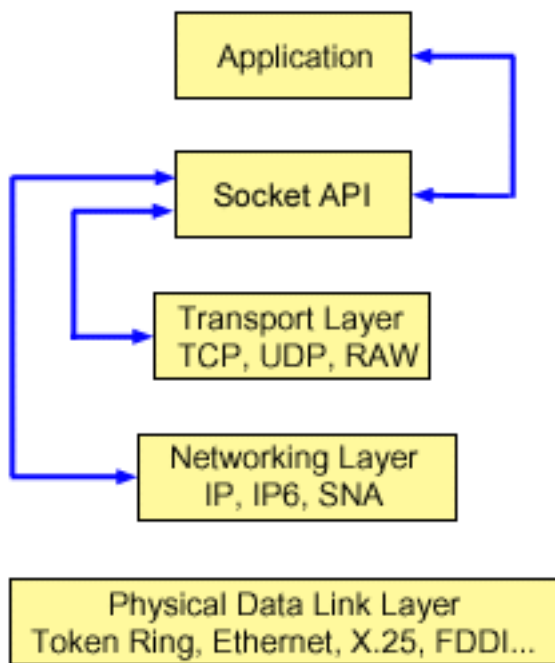 Application
Socket API
Transport Layer
TCP, UDP, RAW
Networking Layer
IP, IP6, SNA
Physical Data Link Layer
Token Ring, Ethernet, X.25, FDDI...